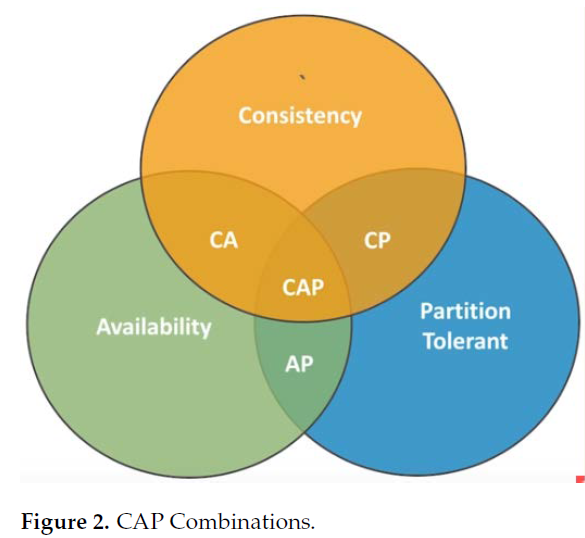 Consistency
CA
CP
CAP
Availability
Partition
Tolerant
AP
Figure 2. CAP Combinations.